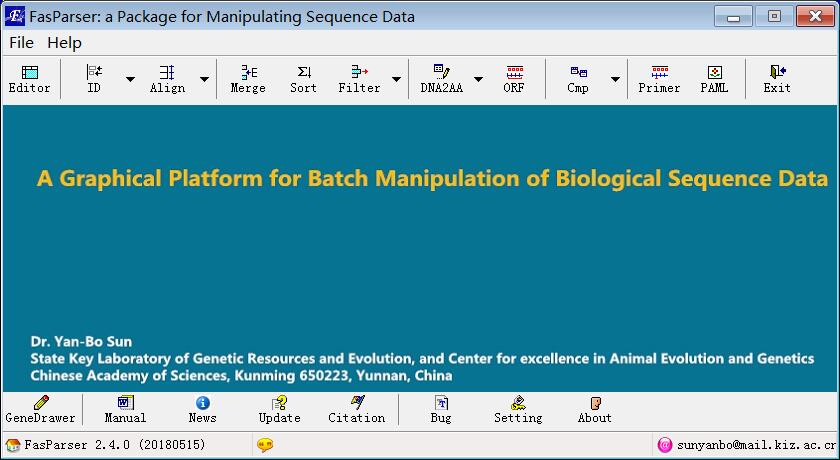 FasParser: a Package for Manipulating Sequence Data
File Help
Editor ID Align Merge Sort Filter DNA2AA ORF Cmp Primer PAML Exit
A Graphical Platform for Batch Manipulation of Biological Sequence Data
Dr. Yan-Bo Sun
State Key Laboratory of Genetic Resources and Evolution, and Center for excellence in Animal Evolution and Genetics
Chinese Academy of Sciences, Kunming 650223, Yunnan, China
GeneDrawer Manual News Update Citation Bug Setting About
FasParser 2.4.0 (20180515) sunyanbo@mail.kiz.ac.cr